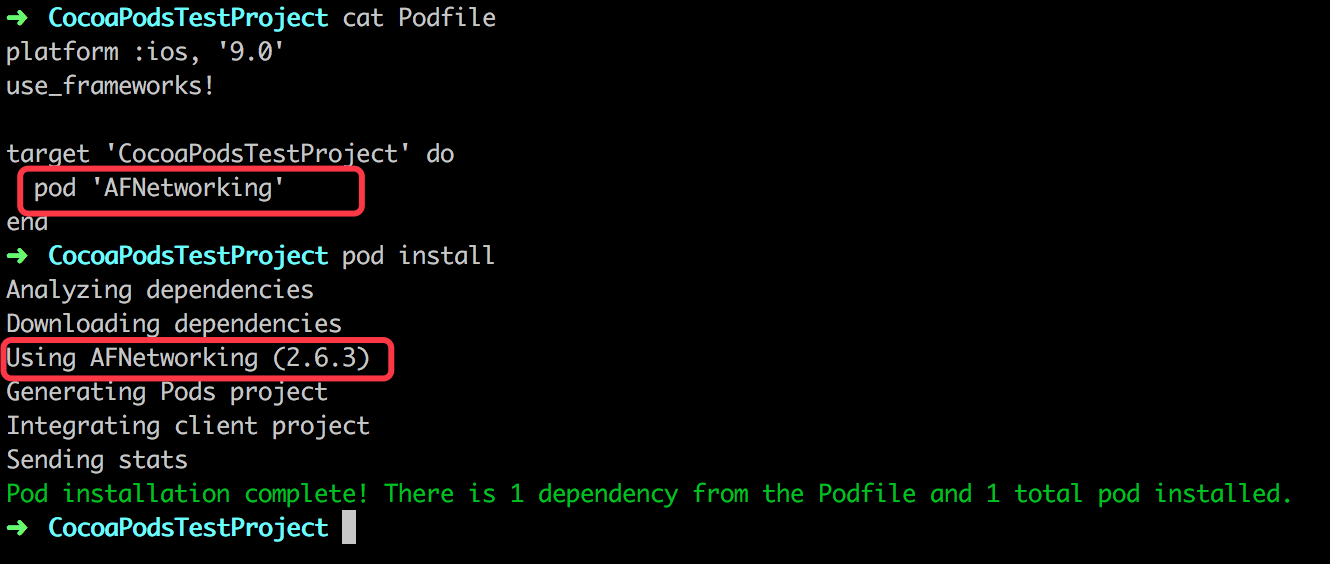 ➜ CocoaPodsTestProject cat Podfile
platform :ios, '9.0'
use_frameworks!
target 'CocoaPodsTestProject' do
pod 'AFNetworking'
end
➜ CocoaPodsTestProject pod install
Analyzing dependencies
Downloading dependencies
Using AFNetworking (2.6.3)
Generating Pods project
Integrating client project
Sending stats
Pod installation complete! There is 1 dependency from the Podfile and 1 total pod installed.
➜ CocoaPodsTestProject